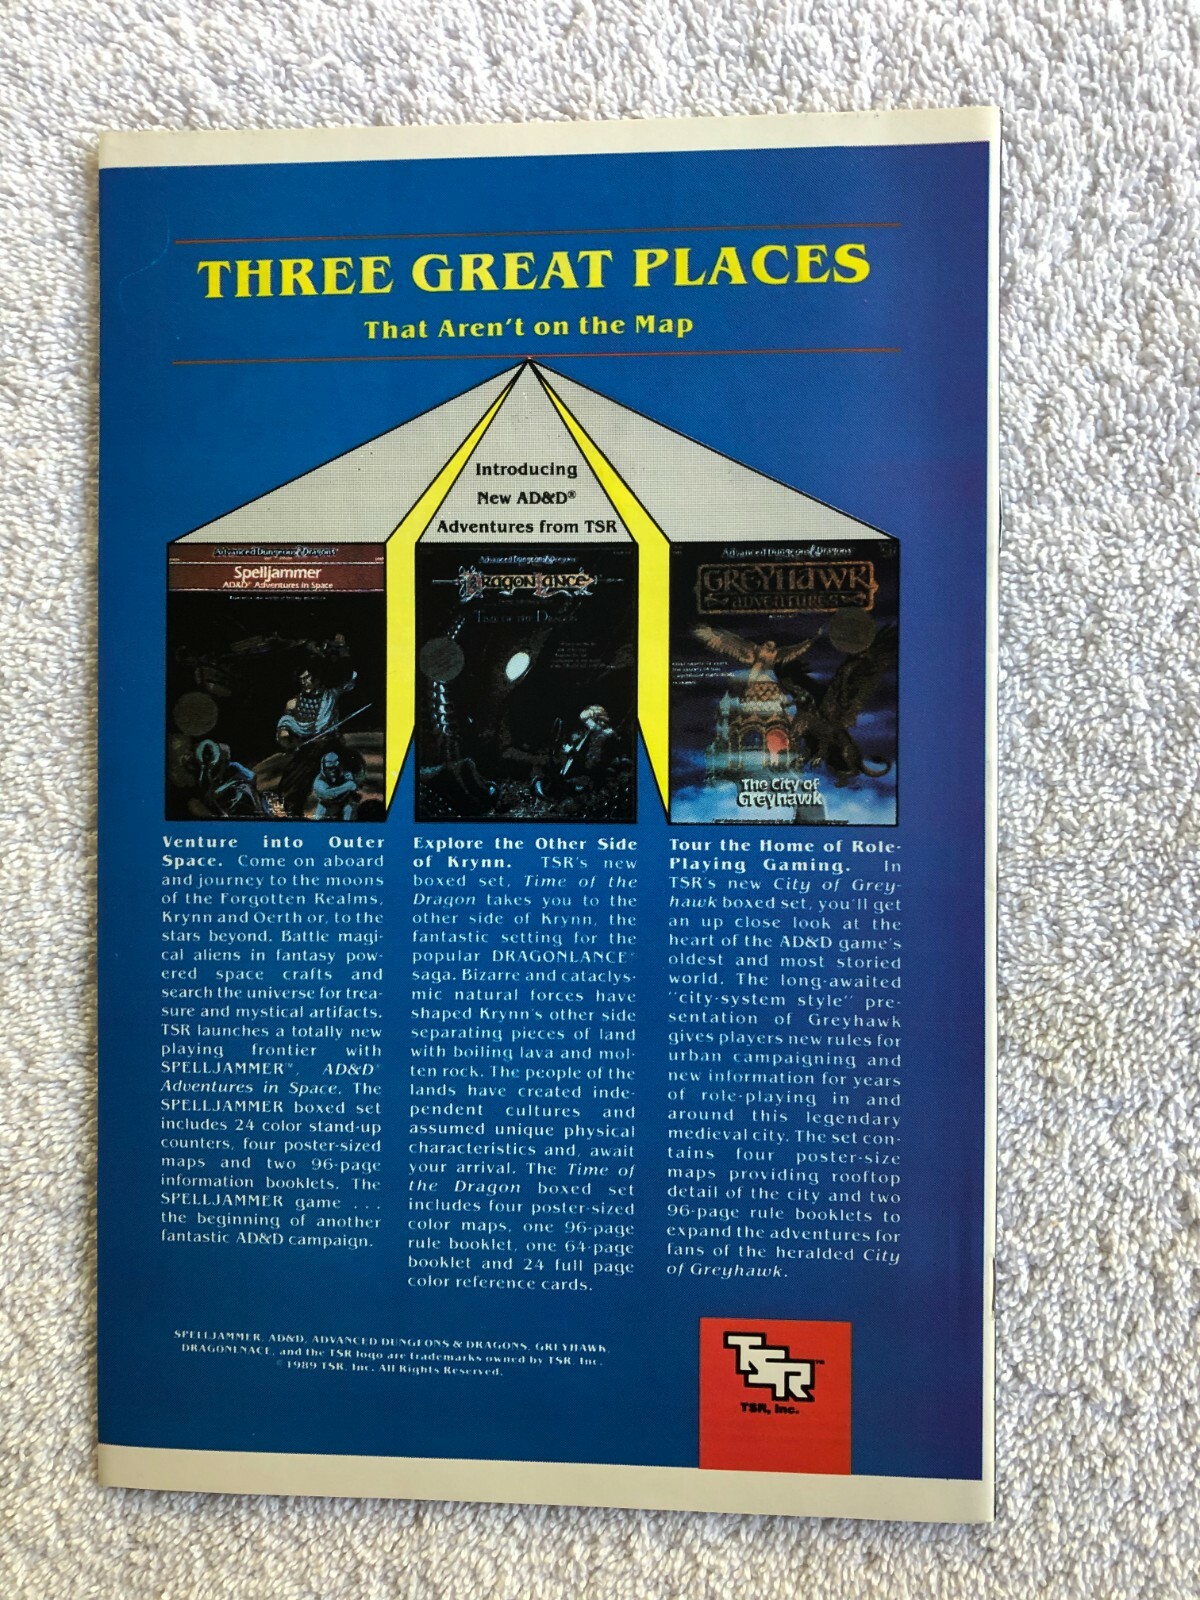 THREE GREAT PLACES
That Aren't on the Map
Introducing
New AD&D®
Adventures from TSR
Advanced Dungeons & Dragons
Spelljammer
AD&D® Adventures in Space
Advanced Dungeons & Dragons
DRAGONLANCE
TIME OF THE DRAGON
Advanced Dungeons & Dragons
GREYHAWK
ADVENTURES
The City of
Greyhawk
Venture into Outer
Space. Come on aboard
and journey to the moons
of the Forgotten Realms,
Krynn and Oerth or, to the
stars beyond. Battle magi-
cal aliens in fantasy pow-
ered space crafts and
search the universe for trea-
sure and mystical artifacts.
TSR launches a totally new
playing frontier with
SPELLJAMMER™, AD&D®
Adventures in Space. The
SPELLJAMMER boxed set
includes 24 color stand-up
counters, four poster-sized
maps and two 96-page
information booklets. The
SPELLJAMMER game . . .
the beginning of another
fantastic AD&D campaign.
Explore the Other Side
of Krynn. TSR's new
boxed set, Time of the
Dragon takes you to the
other side of Krynn, the
fantastic setting for the
popular DRAGONLANCE®
saga. Bizarre and cataclys-
mic natural forces have
shaped Krynn's other side
separating pieces of land
with boiling lava and mol-
ten rock. The people of the
lands have created inde-
pendent cultures and
assumed unique physical
characteristics and, await
your arrival. The Time of
the Dragon boxed set
includes four poster-sized
color maps, one 96-page
rule booklet, one 64-page
booklet and 24 full page
color reference cards.
Tour the Home of Role-
Playing Gaming. In
TSR's new City of Grey-
hawk boxed set, you'll get
an up close look at the
heart of the AD&D game's
oldest and most storied
world. The long-awaited
"city-system style" pre-
sentation of Greyhawk
gives players new rules for
urban campaigning and
new information for years
of role-playing in and
around this legendary
medieval city. The set con-
tains four poster-size
maps providing rooftop
detail of the city and two
96-page rule booklets to
expand the adventures for
fans of the heralded City
of Greyhawk.
SPELLJAMMER, AD&D, ADVANCED DUNGEONS & DRAGONS, GREYHAWK,
DRAGONLNACE, and the TSR logo are trademarks owned by TSR, Inc.
©1989 TSR, Inc. All Rights Reserved.
TSR™
TSR, Inc.